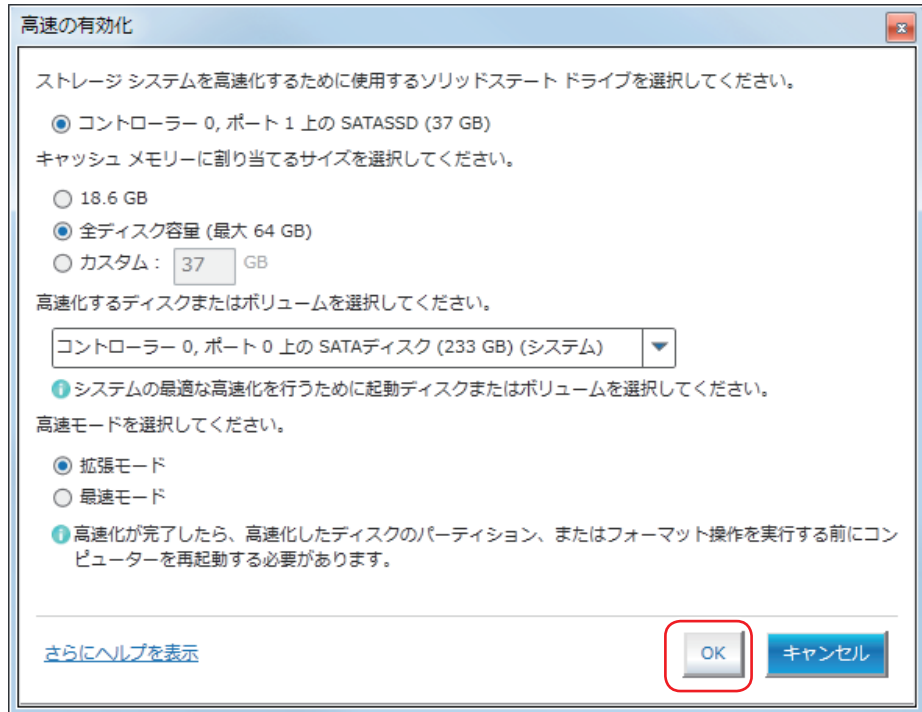 高速の有効化
ストレージ システムを高速化するために使用するソリッドステート ドライブを選択してください。
コントローラー 0, ポート 1 上の SATASSD (37 GB)
キャッシュ メモリーに割り当てるサイズを選択してください。
18.6 GB
全ディスク容量 (最大 64 GB)
カスタム : 37 GB
高速化するディスクまたはボリュームを選択してください。
コントローラー 0, ポート 0 上の SATAディスク (233 GB) (システム)
システムの最適な高速化を行うために起動ディスクまたはボリュームを選択してください。
高速モードを選択してください。
拡張モード
最速モード
高速化が完了したら、高速化したディスクのパーティション、またはフォーマット操作を実行する前にコン
ピューターを再起動する必要があります。
さらにヘルプを表示 OK キャンセル